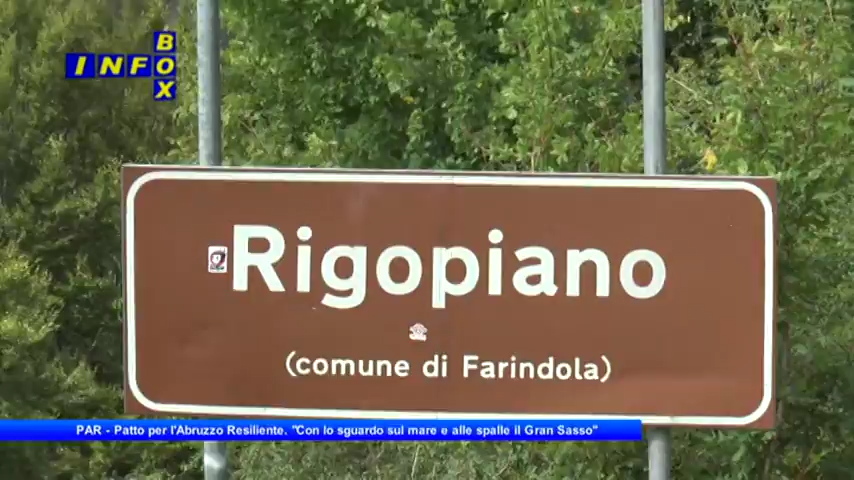 INFO
BOX
Rigopiano
(comune di Farindola)
PAR - Patto per l'Abruzzo Resiliente. "Con lo sguardo sul mare e alle spalle il Gran Sasso"